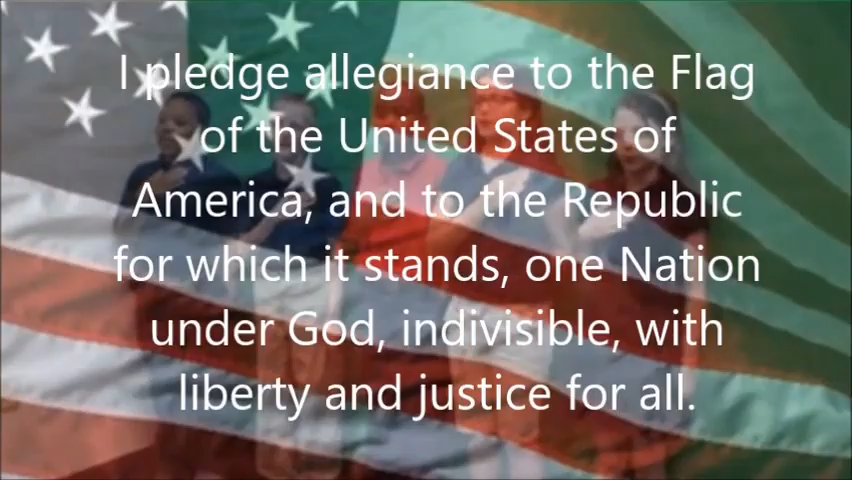 I pledge allegiance to the Flag
of the United States of
America, and to the Republic
for which it stands, one Nation
under God, indivisible, with
liberty and justice for all.